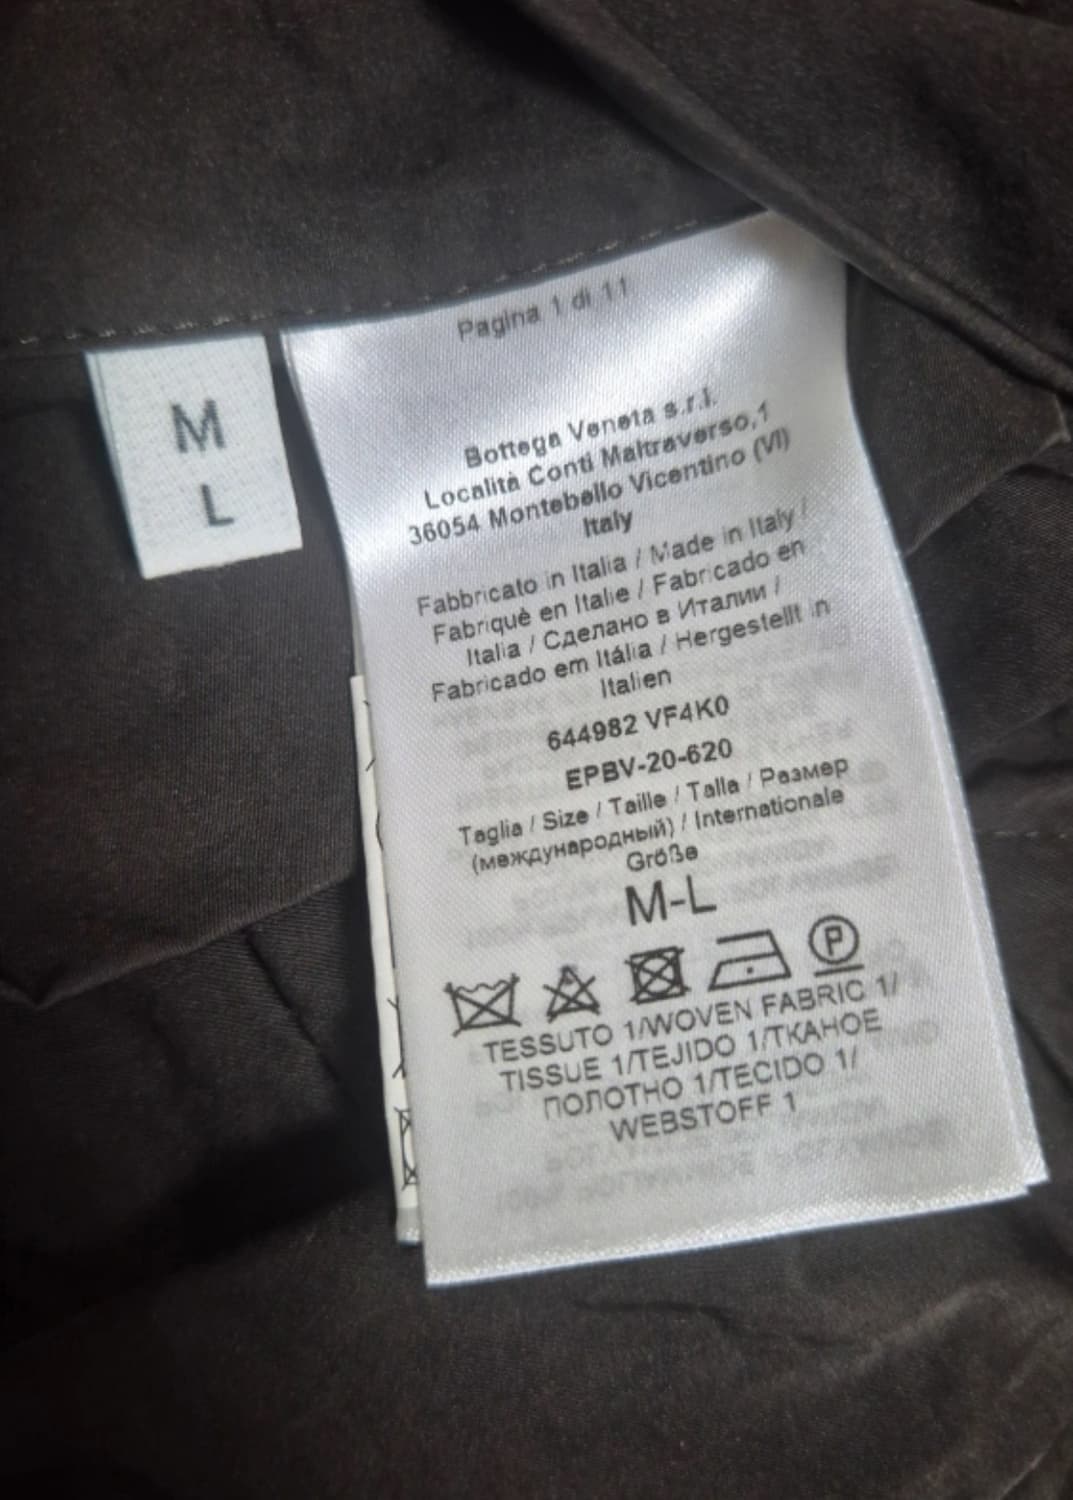 M
L
Pagina 1 di 11
Bottega Veneta s.r.l.
Località Conti Maltraverso,1
36054 Montebello Vicentino (VI)
Italy
Fabbricato in Italia / Made in Italy /
Fabriquè en Italie / Fabricado en
Italia / Сделано в Италии /
Fabricado em Itália / Hergestellt in
Italien
644982 VF4K0
EPBV-20-620
Taglia / Size / Taille / Talla / Размер
(международный) / Internationale
Größe
M-L
P
TESSUTO 1/WOVEN FABRIC 1/
TISSUE 1/TEJIDO 1/ТКАНОЕ
ПОЛОТНО 1/TECIDO 1/
WEBSTOFF 1